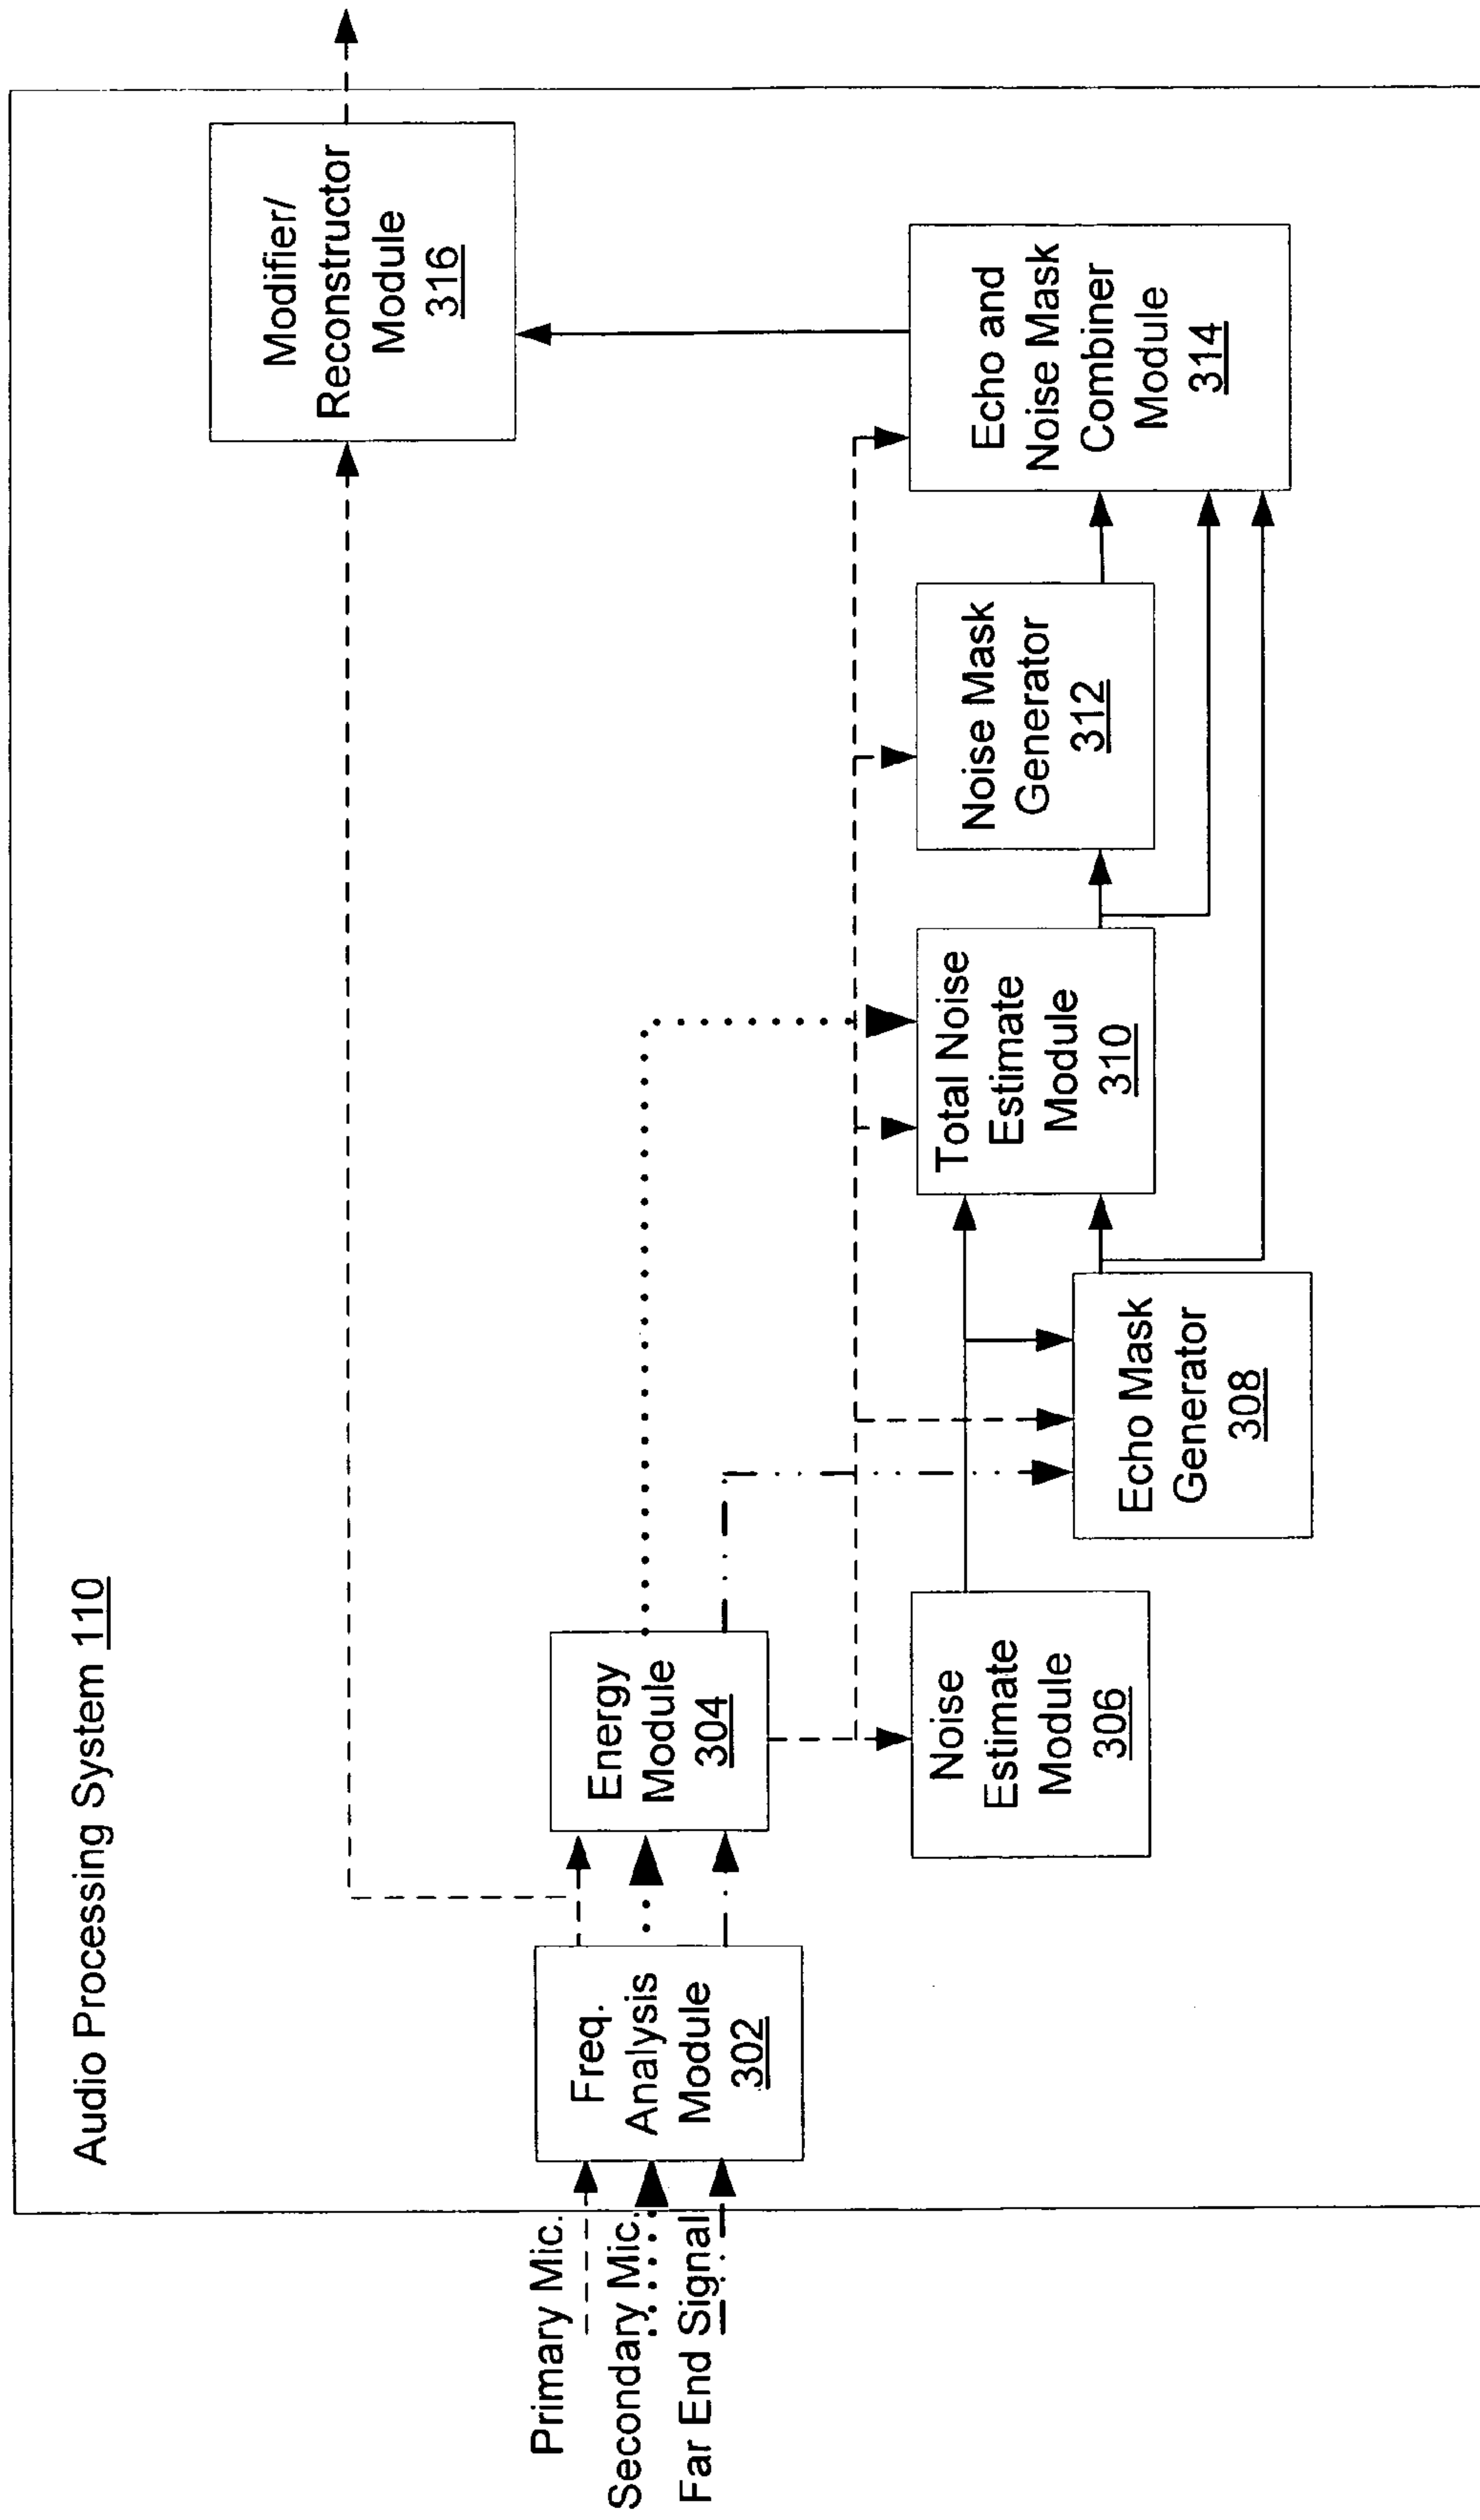 Audio Processing System 110
Primary Mic.
Secondary Mic.
Far End Signal
Freq.
Analysis
Module
302
Energy
Module
304
Noise
Estimate
Module
306
Echo Mask
Generator
308
Total Noise
Estimate
Module
310
Noise Mask
Generator
312
Echo and
Noise Mask
Combiner
Module
314
Modifier/
Reconstructor
Module
316